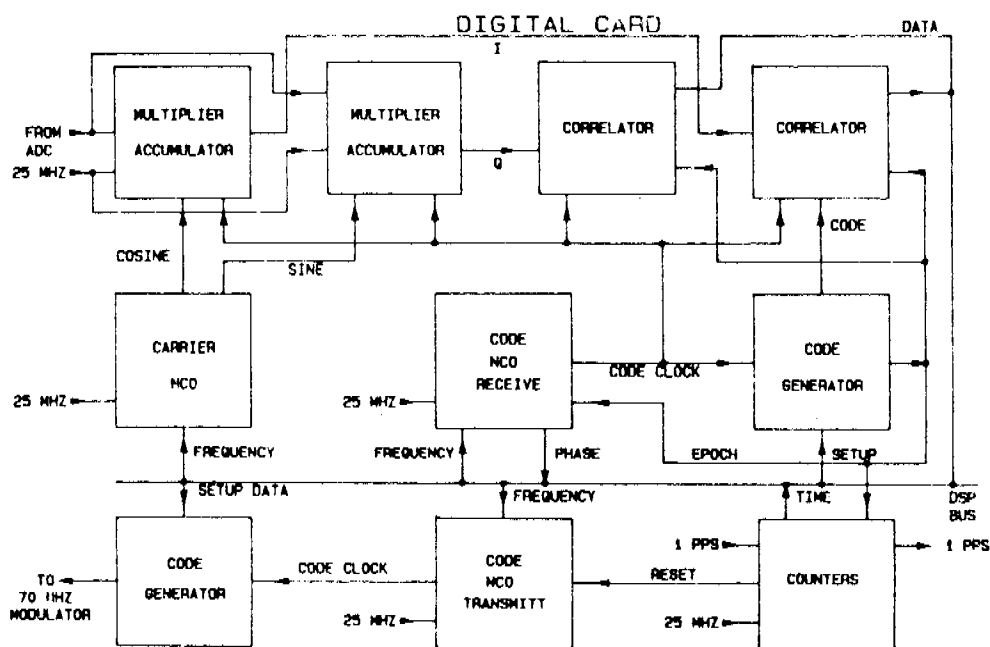 DIGITAL CARD
DATA
I
MULTIPLIER
ACCUMULATOR
MULTIPLIER
ACCUMULATOR
CORRELATOR
CORRELATOR
FROM
ADC
25 MHZ
Q
COSINE
SINE
CODE
CARRIER
NCO
CODE
NCO
RECEIVE
CODE CLOCK
CODE
GENERATOR
25 MHZ
25 MHZ
FREQUENCY
FREQUENCY
PHASE
EPOCH
SETUP
SETUP DATA
FREQUENCY
TIME
DSP
BUS
CODE
GENERATOR
CODE CLOCK
CODE
NCO
TRANSMITT
RESET
1 PPS
COUNTERS
1 PPS
TO
70 MHZ
MODULATOR
25 MHZ
25 MHZ